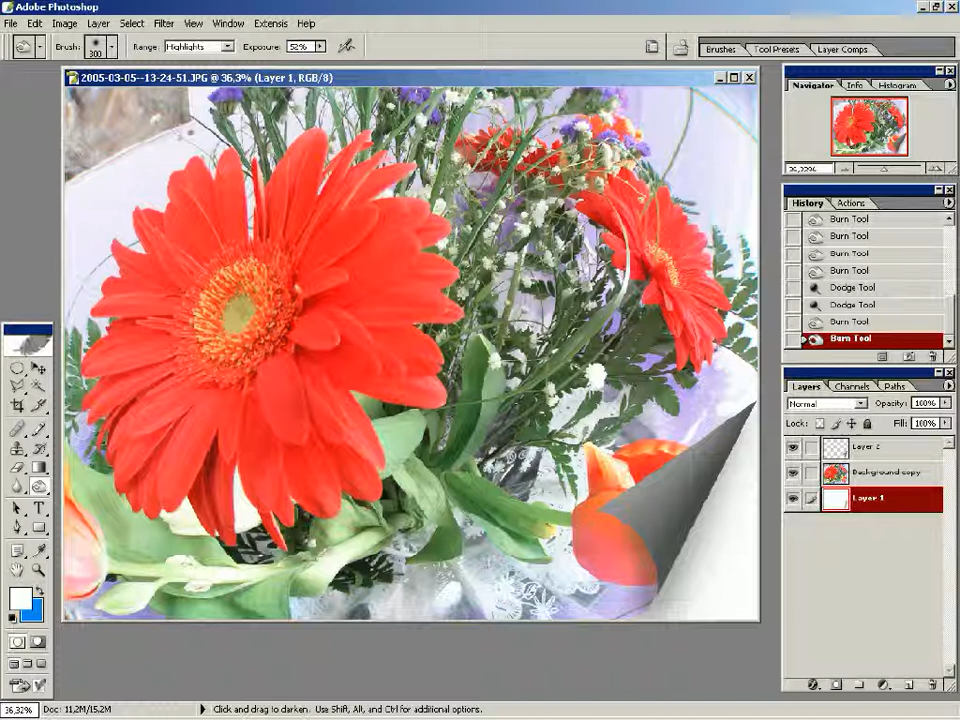 Adobe Photoshop
File Edit Image Layer Select Filter View Window Extensis Help
Brush: 300 Range: Highlights Exposure: 52% Brushes Tool Presets Layer Comps
2005-03-05--13-24-51.JPG @ 36,3% (Layer 1, RGB/8)
Navigator Info Histogram
36,32%
History Actions
Burn Tool
Burn Tool
Burn Tool
Burn Tool
Dodge Tool
Dodge Tool
Burn Tool
Burn Tool
Layers Channels Paths
Normal Opacity: 100%
Lock: Fill: 100%
Layer 2
Background copy
Layer 1
36,32% Doc: 11,2M/15,2M Click and drag to darken. Use Shift, Alt, and Ctrl for additional options.